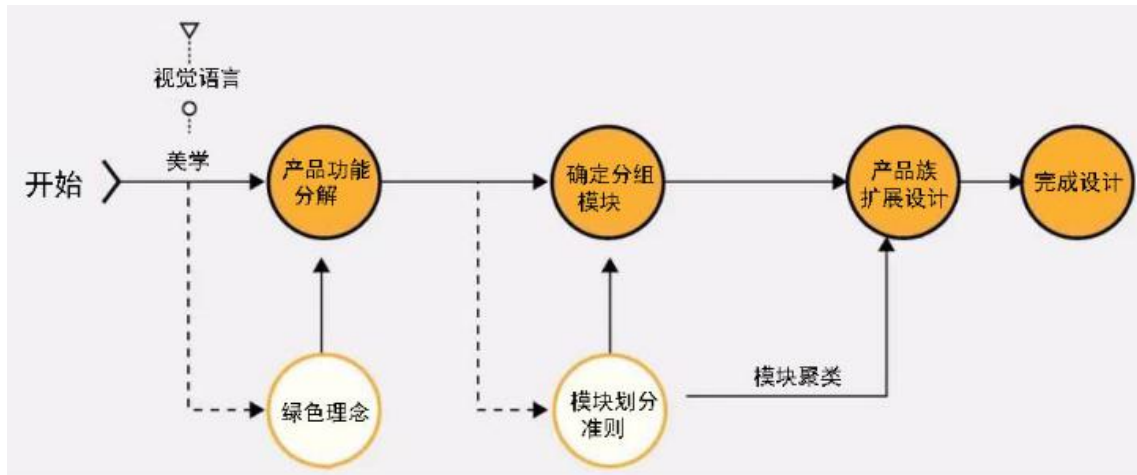 视觉语言
美学
开始
产品功能
分解
确定分组
模块
产品族
扩展设计
完成设计
绿色理念
模块划分
准则
模块聚类